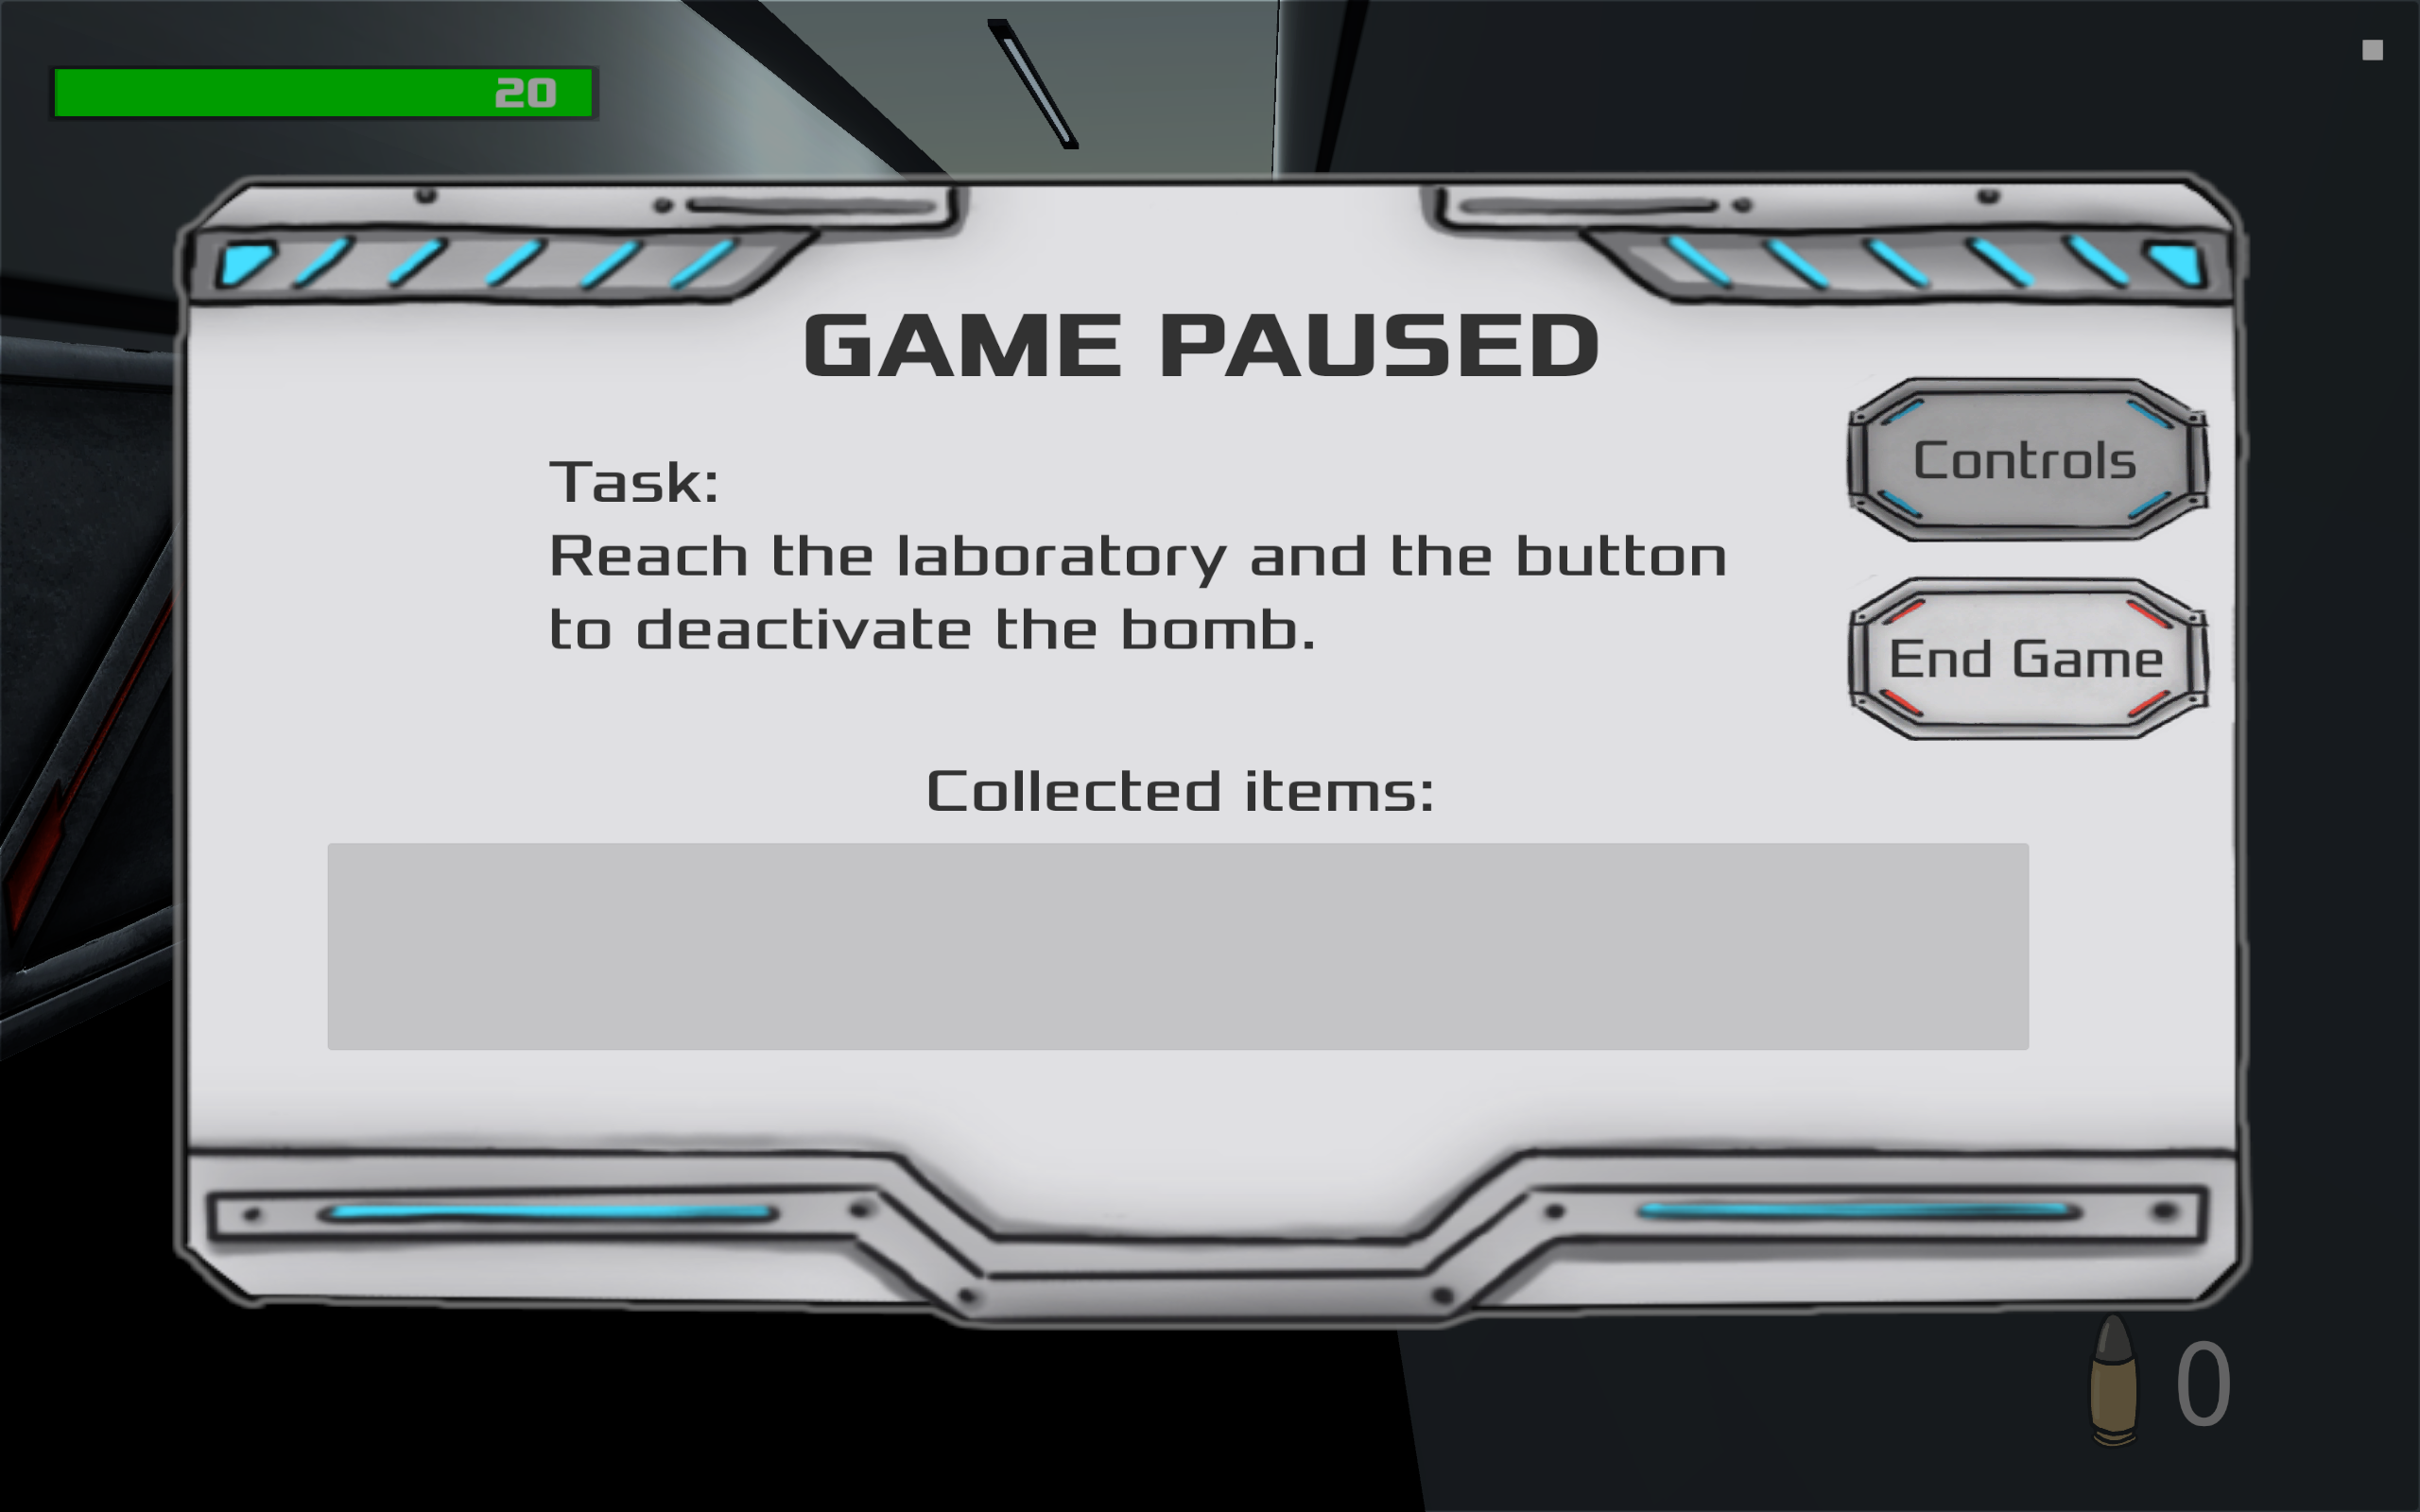 20
GAME PAUSED
Controls
Task:
Reach the laboratory and the button
to deactivate the bomb.
End Game
Collected items:
0